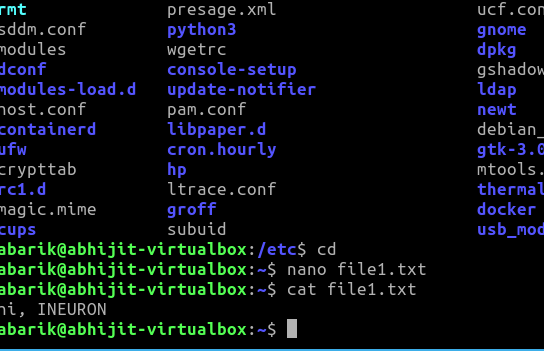 rmt presage.xml ucf.con
sddm.conf python3 gnome
modules wgetrc dpkg
dconf console-setup gshadow
modules-load.d update-notifier ldap
host.conf pam.conf newt
containerd libpaper.d debian_
ufw cron.hourly gtk-3.0
crypttab hp mtools.
rc1.d ltrace.conf thermal
magic.mime groff docker
cups subuid usb_mod
abarik@abhijit-virtualbox:/etc$ cd
abarik@abhijit-virtualbox:~$ nano file1.txt
abarik@abhijit-virtualbox:~$ cat file1.txt
hi, INEURON
abarik@abhijit-virtualbox:~$